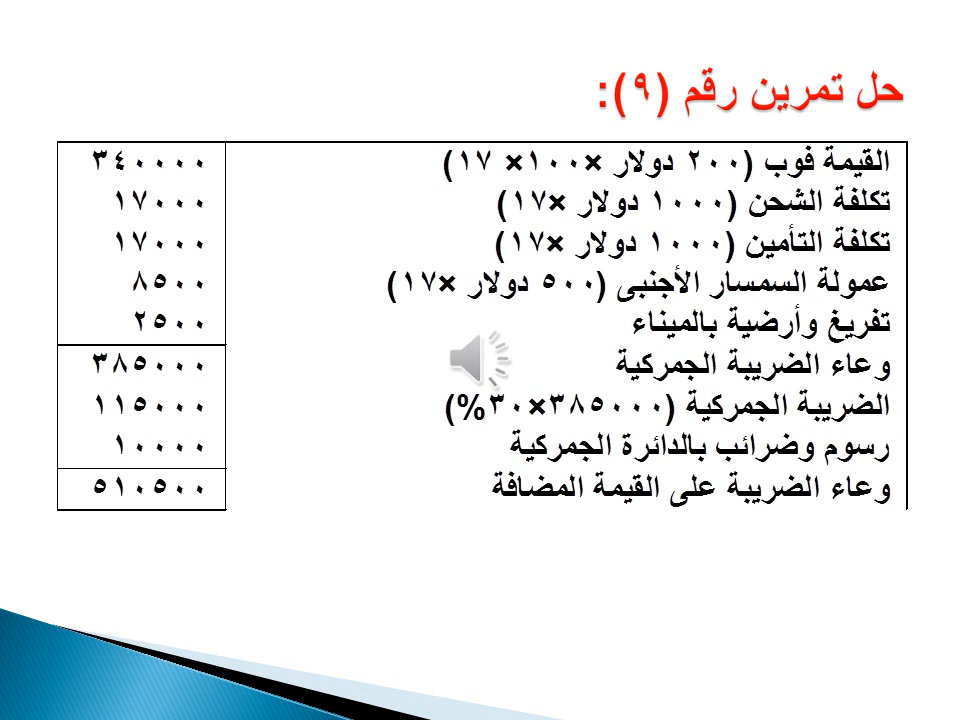 حل تمرين رقم (٩):
القيمة فوب (٢٠٠ دولار ×١٠٠× ١٧) ٣٤٠٠٠٠
تكلفة الشحن (١٠٠٠ دولار ×١٧) ١٧٠٠٠
تكلفة التأمين (١٠٠٠ دولار ×١٧) ١٧٠٠٠
عمولة السمسار الأجنبى (٥٠٠ دولار ×١٧) ٨٥٠٠
تفريغ وأرضية بالميناء ٢٥٠٠
وعاء الضريبة الجمركية ٣٨٥٠٠٠
الضريبة الجمركية (٣٨٥٠٠٠×٣٠%) ١١٥٠٠٠
رسوم وضرائب بالدائرة الجمركية ١٠٠٠٠
وعاء الضريبة على القيمة المضافة ٥١٠٥٠٠